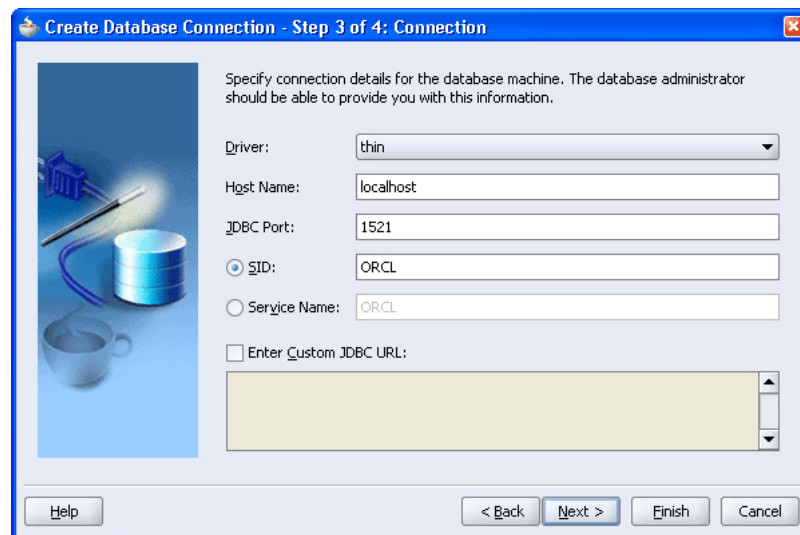 Create Database Connection - Step 3 of 4: Connection
Specify connection details for the database machine. The database administrator
should be able to provide you with this information.
Driver: thin
Host Name: localhost
JDBC Port: 1521
SID: ORCL
Service Name: ORCL
Enter Custom JDBC URL:
Help < Back Next > Finish Cancel